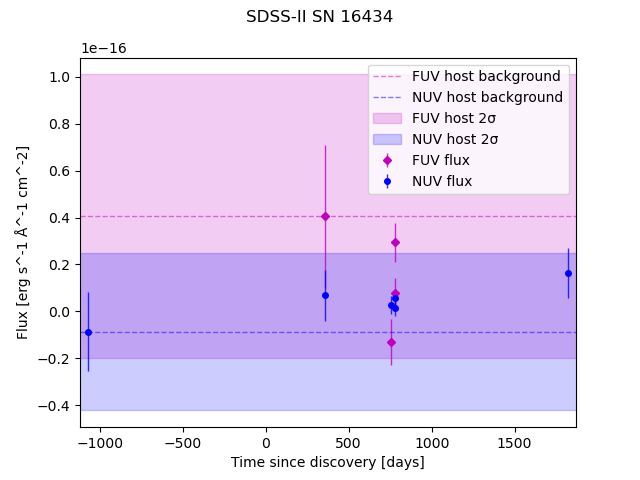 SDSS-II SN 16434
1e−16
FUV host background
NUV host background
FUV host 2σ
NUV host 2σ
FUV flux
NUV flux
1.0
0.8
0.6
0.4
0.2
0.0
−0.2
−0.4
Flux [erg s^-1 Å^-1 cm^-2]
−1000
−500
0
500
1000
1500
Time since discovery [days]